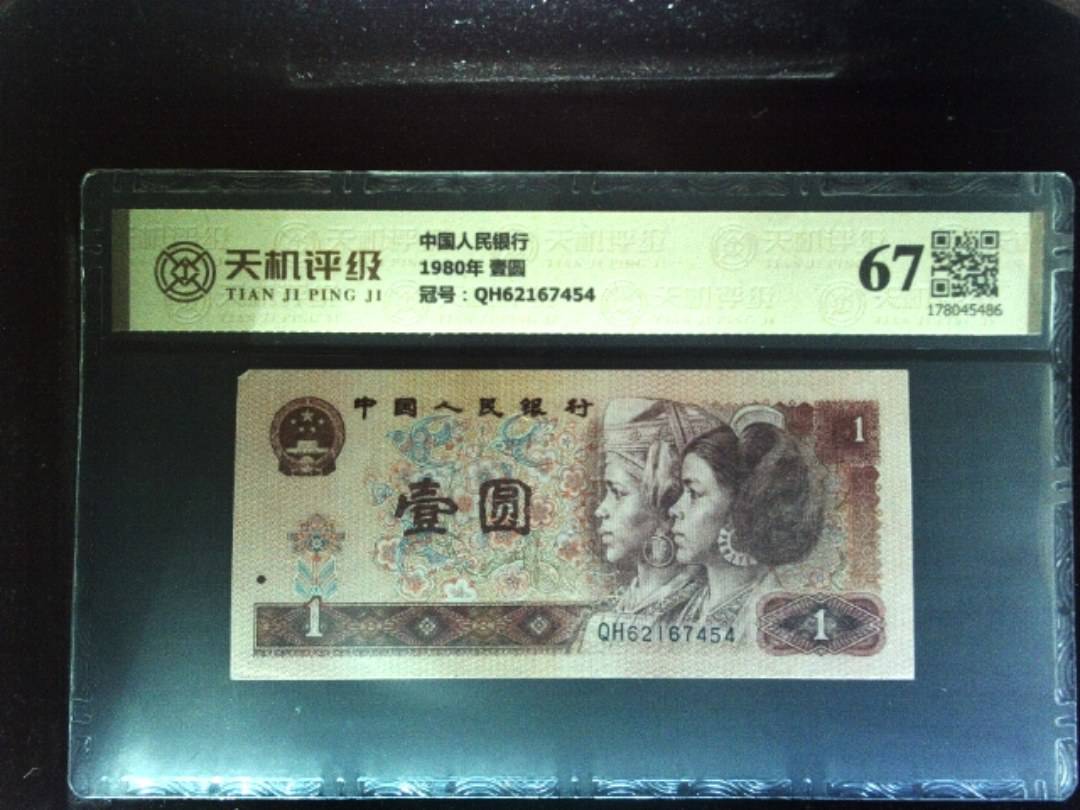 天机评级
TIAN JI PING JI
中国人民银行
1980年 壹圆
冠号：QH62167454
67
178045486
中国人民银行
1
壹圆
1
QH62167454
1